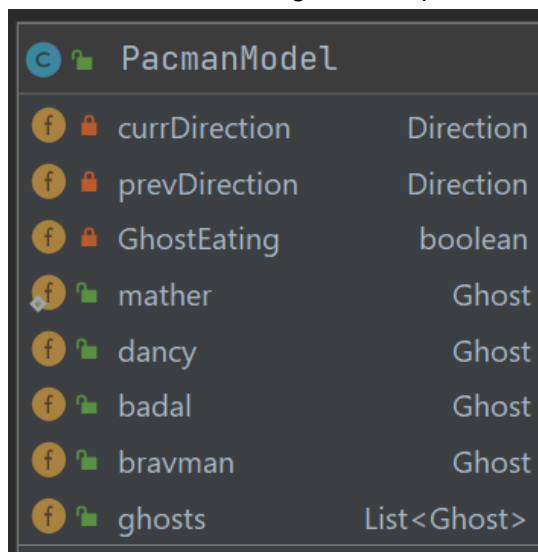 PacmanModel
currDirection Direction
prevDirection Direction
GhostEating boolean
mather Ghost
dancy Ghost
badal Ghost
bravman Ghost
ghosts List<Ghost>